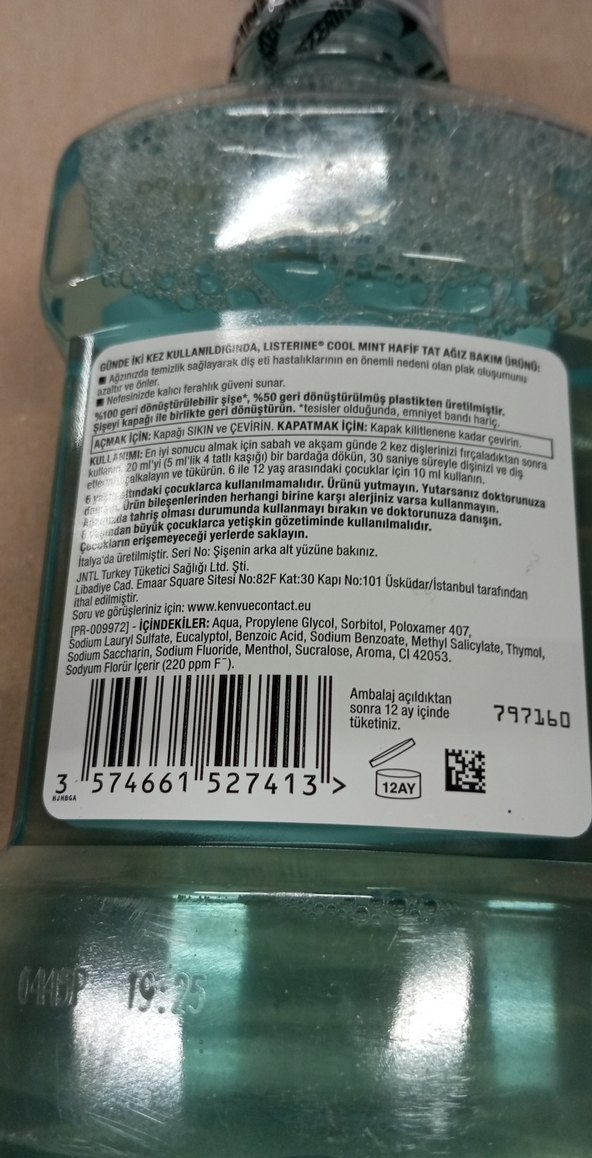 GÜNDE İKİ KEZ KULLANILDIĞINDA, LISTERINE® COOL MINT HAFİF TAT AĞIZ BAKIM ÜRÜNÜ:
■ Ağzınızda temizlik sağlayarak diş eti hastalıklarının en önemli nedeni olan plak oluşumunu
azaltır ve önler.
■ Nefesinizde kalıcı ferahlık güveni sunar.
%100 geri dönüştürülebilir şişe*, %50 geri dönüştürülmüş plastikten üretilmiştir.
Şişeyi kapağı ile birlikte geri dönüştürün. *tesisler olduğunda, emniyet bandı hariç.
AÇMAK İÇİN: Kapağı SIKIN ve ÇEVİRİN. KAPATMAK İÇİN: Kapak kilitlenene kadar çevirin.
KULLANIMI: En iyi sonucu almak için sabah ve akşam günde 2 kez dişlerinizi fırçaladıktan sonra
kullanın. 20 ml'yi (5 ml'lik 4 tatlı kaşığı) bir bardağa dökün, 30 saniye süreyle dişinizi ve diş
çalkalayın ve tükürün. 6 ile 12 yaş arasındaki çocuklar için 10 ml kullanın.
6 altındaki çocuklarca kullanılmamalıdır. Ürünü yutmayın. Yutarsanız doktorunuza
Ürün bileşenlerinden herhangi birine karşı alerjiniz varsa kullanmayın.
tahriş olması durumunda kullanmayı bırakın ve doktorunuza danışın.
6 yaşından büyük çocuklarca yetişkin gözetiminde kullanılmalıdır.
Çocukların erişemeyeceği yerlerde saklayın.
İtalya'da üretilmiştir. Seri No: Şişenin arka alt yüzüne bakınız.
JNTL Turkey Tüketici Sağlığı Ltd. Şti.
Libadiye Cad. Emaar Square Sitesi No:82F Kat:30 Kapı No:101 Üsküdar/İstanbul tarafından
ithal edilmiştir.
Soru ve görüşleriniz için: www.kenvuecontact.eu
[PR-009972] - İÇİNDEKİLER: Aqua, Propylene Glycol, Sorbitol, Poloxamer 407,
Sodium Lauryl Sulfate, Eucalyptol, Benzoic Acid, Sodium Benzoate, Methyl Salicylate, Thymol,
Sodium Saccharin, Sodium Fluoride, Menthol, Sucralose, Aroma, CI 42053.
Sodyum Florür İçerir (220 ppm F⁻).
Ambalaj açıldıktan
sonra 12 ay içinde
tüketiniz.
797160
12AY
3 574661 527413 >
19:25